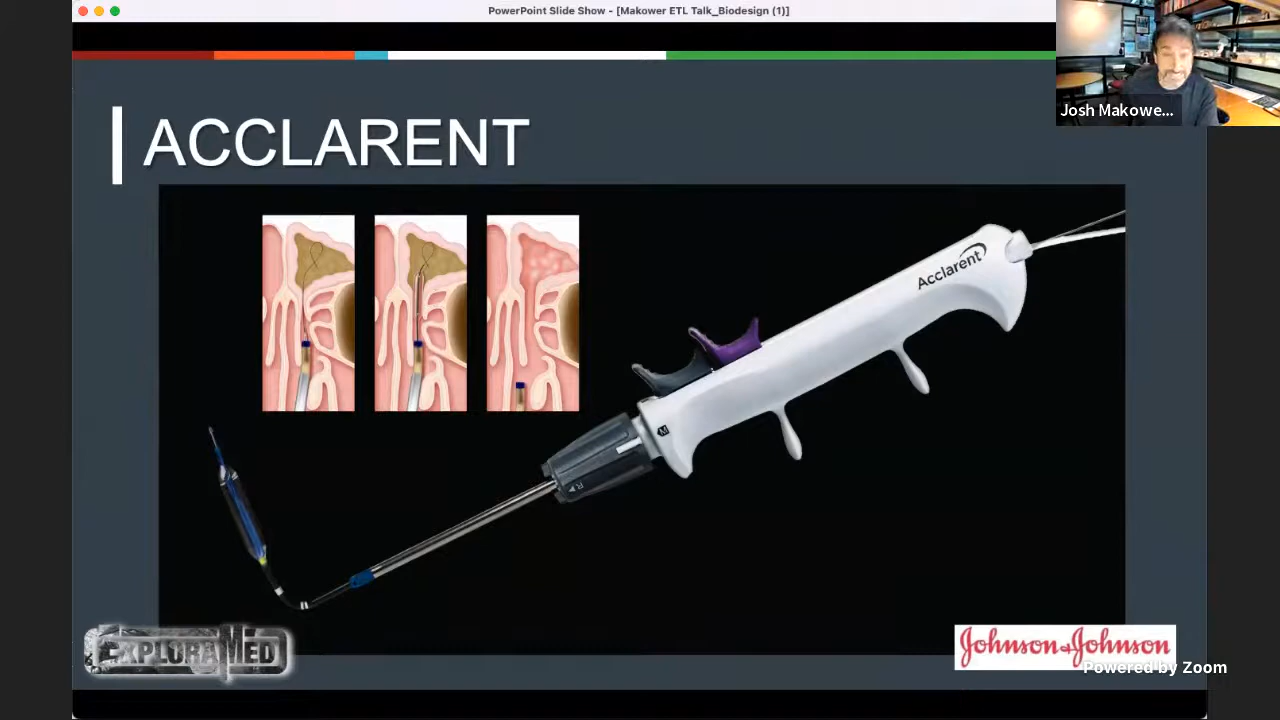 PowerPoint Slide Show - [Makower ETL Talk_Biodesign (1)]
Josh Makowe...
ACCLARENT
Acclarent
R
EXPLORAMED
Johnson & Johnson
Powered by Zoom